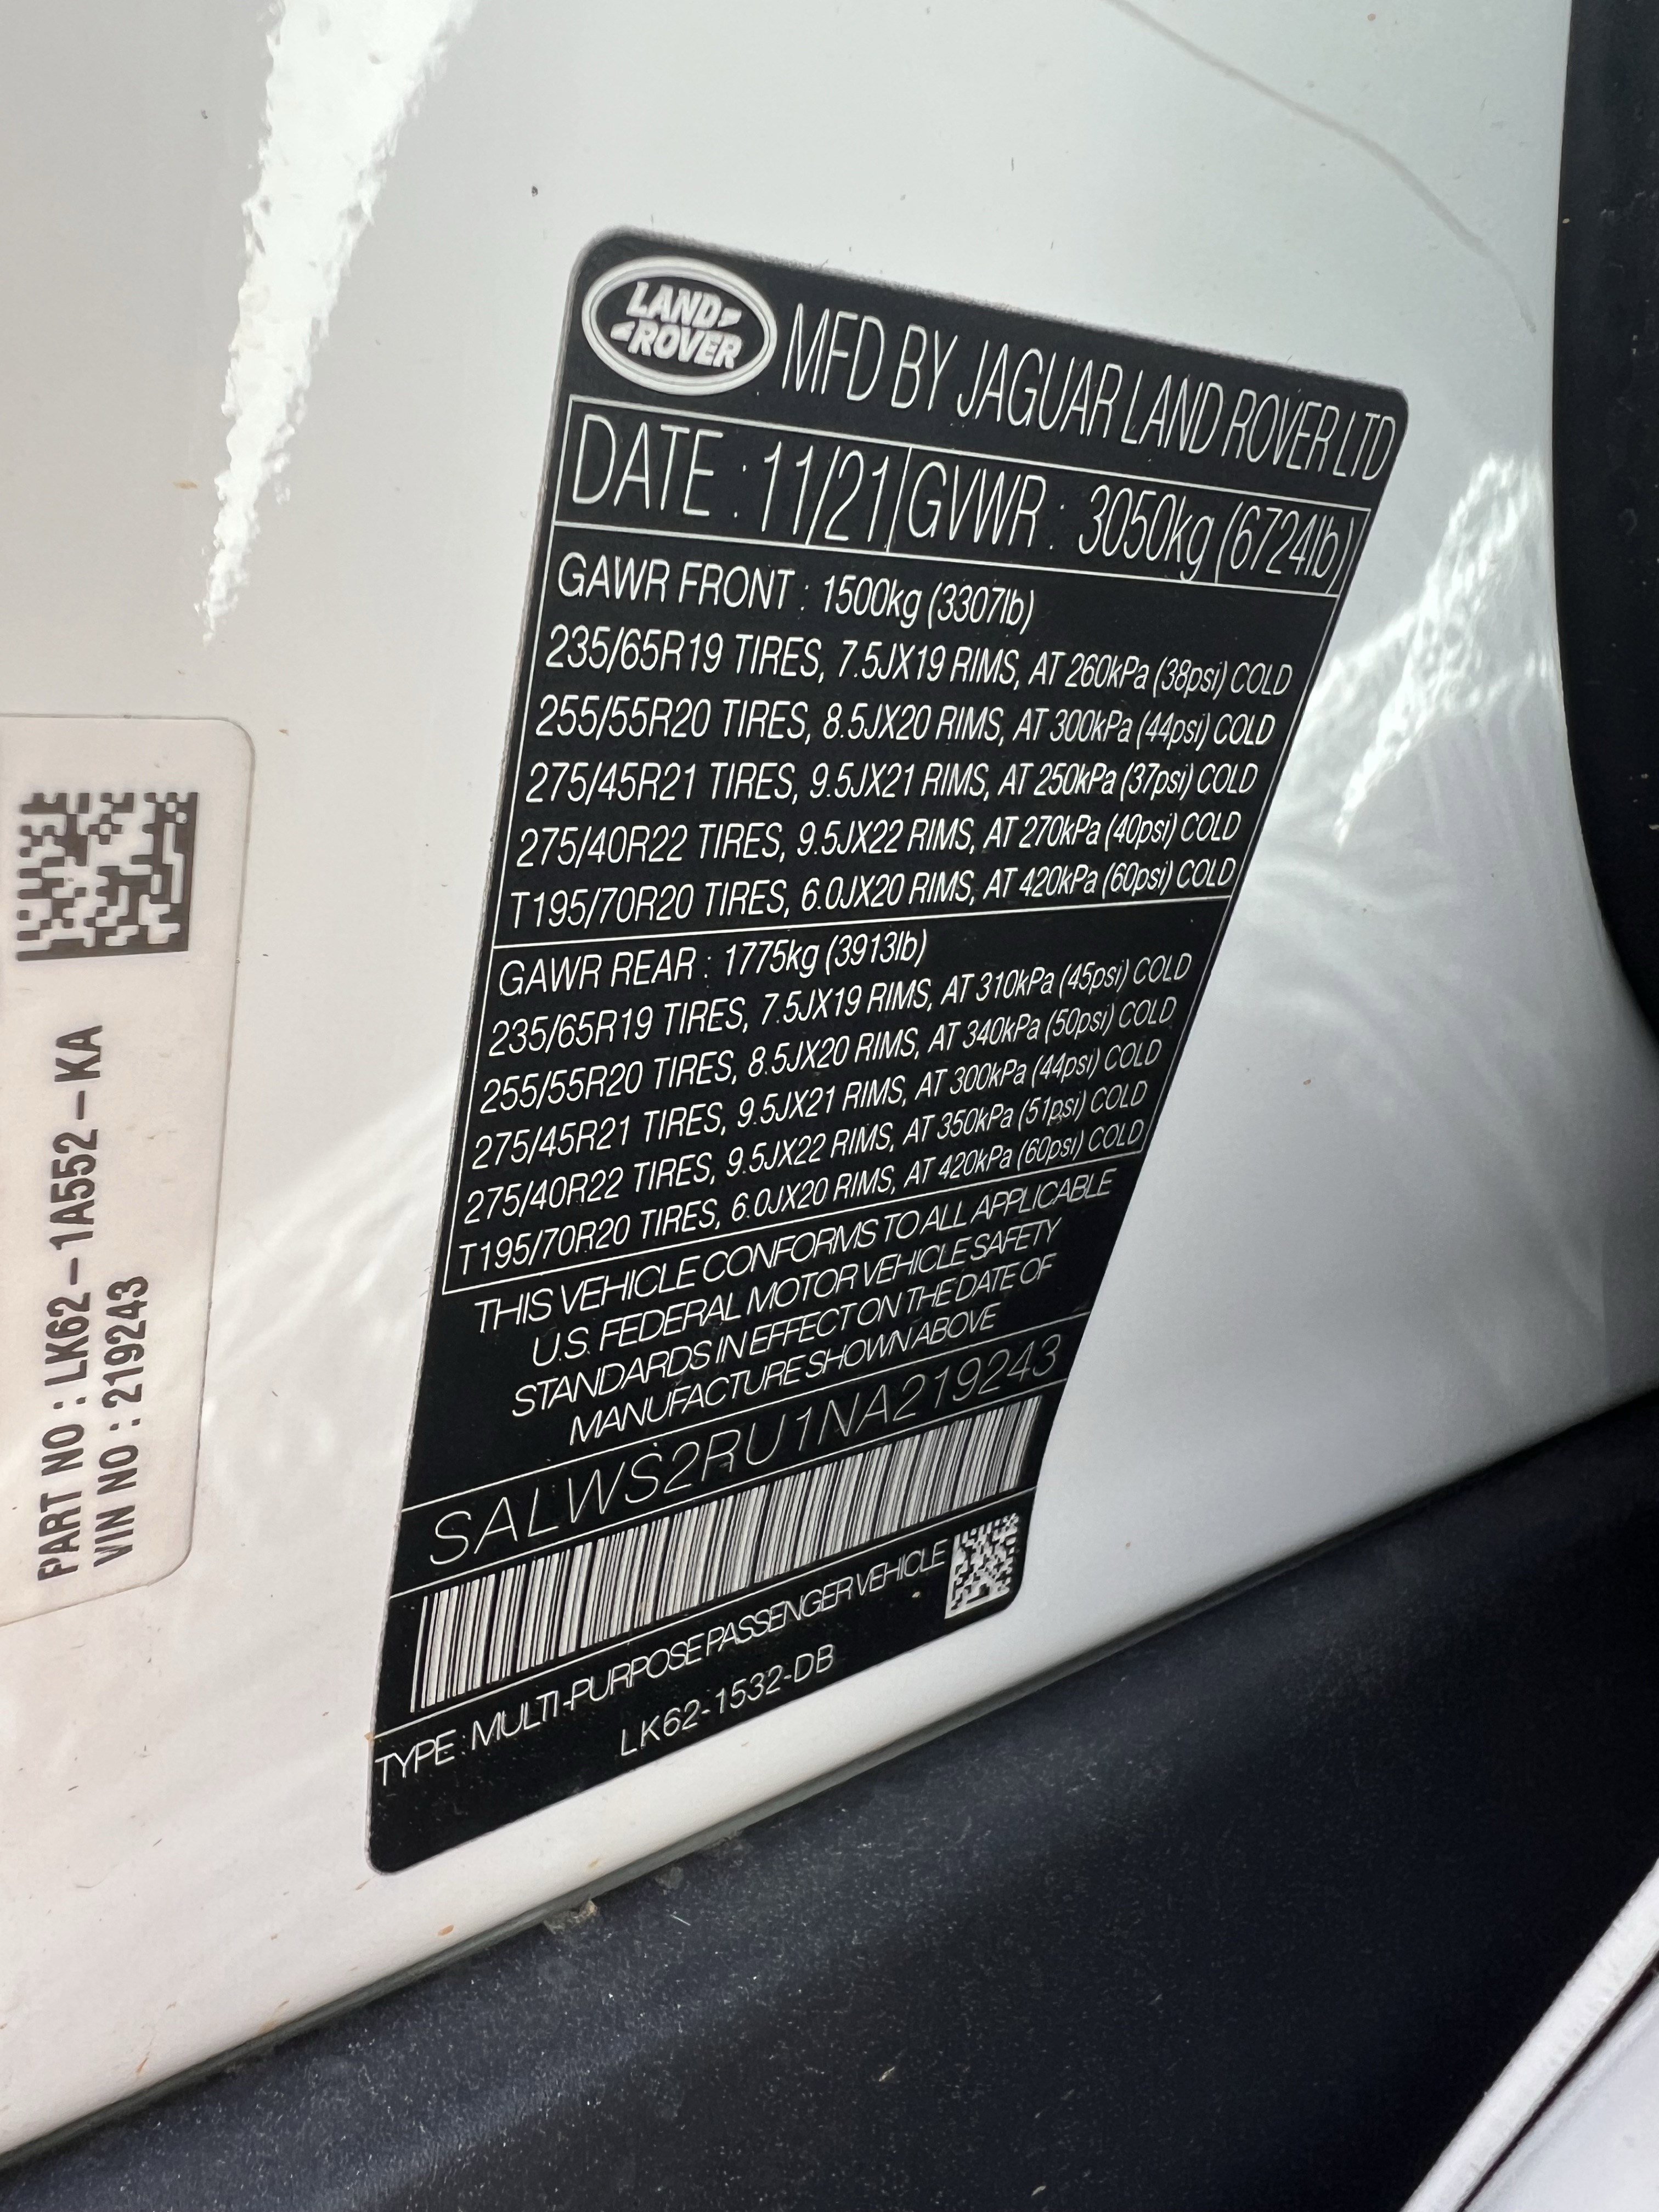 LAND
ROVER
MFD BY JAGUAR LAND ROVER LTD
DATE : 11/21 GVWR : 3050kg (6724lb)
GAWR FRONT : 1500kg (3307lb)
235/65R19 TIRES, 7.5JX19 RIMS, AT 260kPa (38psi) COLD
255/55R20 TIRES, 8.5JX20 RIMS, AT 300kPa (44psi) COLD
275/45R21 TIRES, 9.5JX21 RIMS, AT 250kPa (37psi) COLD
275/40R22 TIRES, 9.5JX22 RIMS, AT 270kPa (40psi) COLD
T195/70R20 TIRES, 6.0JX20 RIMS, AT 420kPa (60psi) COLD
GAWR REAR : 1775kg (3913lb)
235/65R19 TIRES, 7.5JX19 RIMS, AT 310kPa (45psi) COLD
255/55R20 TIRES, 8.5JX20 RIMS, AT 340kPa (50psi) COLD
275/45R21 TIRES, 9.5JX21 RIMS, AT 300kPa (44psi) COLD
275/40R22 TIRES, 9.5JX22 RIMS, AT 350kPa (51psi) COLD
T195/70R20 TIRES, 6.0JX20 RIMS, AT 420kPa (60psi) COLD
THIS VEHICLE CONFORMS TO ALL APPLICABLE
U.S. FEDERAL MOTOR VEHICLE SAFETY
STANDARDS IN EFFECT ON THE DATE OF
MANUFACTURE SHOWN ABOVE
SALWS2RU1NA219243
TYPE : MULTI-PURPOSE PASSENGER VEHICLE
LK62-1532-DB
PART NO : LK62-1A552-KA
VIN NO : 219243